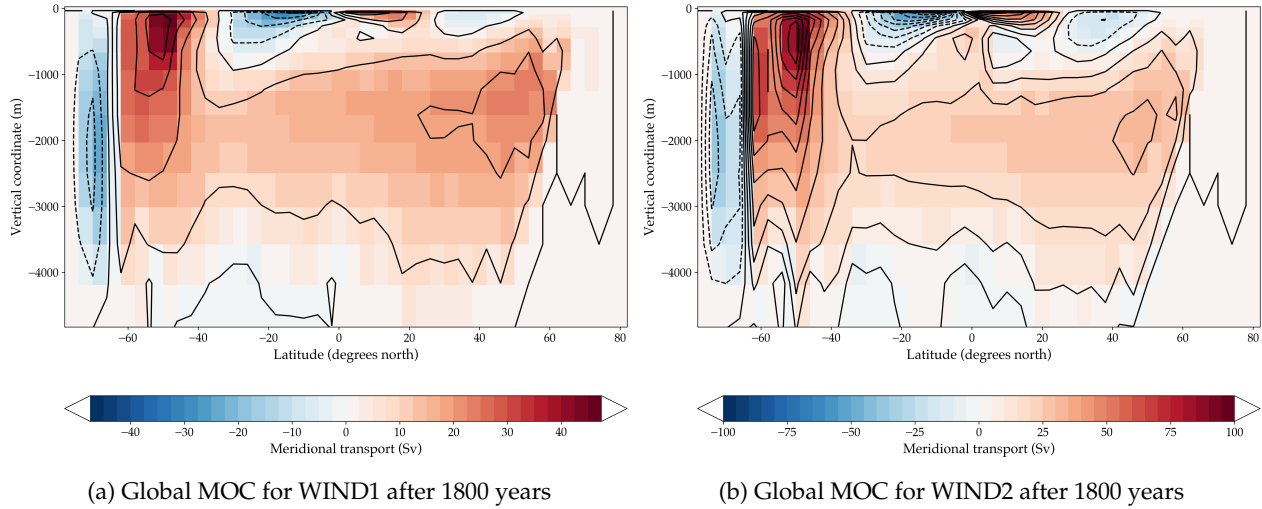 0
−1000
−2000
−3000
−4000
Vertical coordinate (m)
−60 −40 −20 0 20 40 60 80
Latitude (degrees north)
−40 −30 −20 −10 0 10 20 30 40
Meridional transport (Sv)
(a) Global MOC for WIND1 after 1800 years
0
−1000
−2000
−3000
−4000
Vertical coordinate (m)
−60 −40 −20 0 20 40 60 80
Latitude (degrees north)
−100 −75 −50 −25 0 25 50 75 100
Meridional transport (Sv)
(b) Global MOC for WIND2 after 1800 years